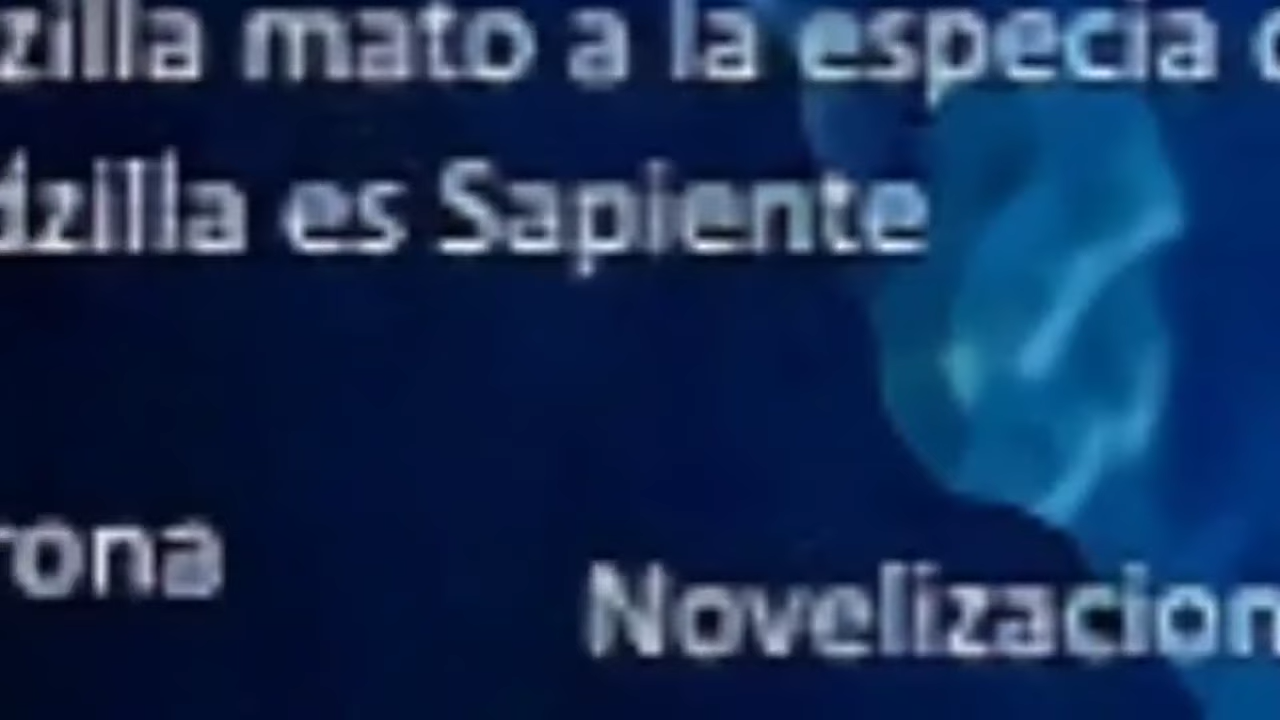 zilla mato a la especia
dzilla es Sapiente
rona
Novelizacion